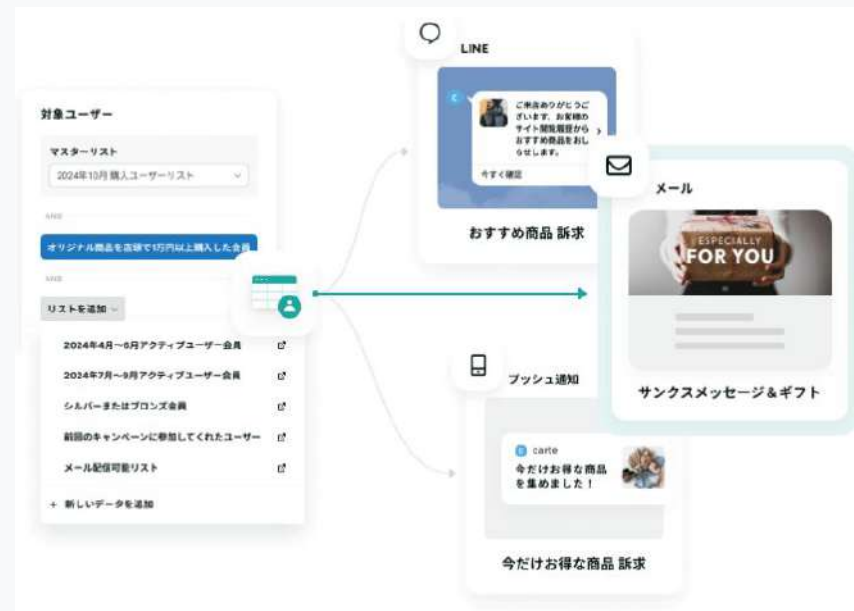 対象ユーザー
マスターリスト
2024年10月 購入ユーザーリスト
AND
オリジナル商品を店頭で1万円以上購入した会員
AND
リストを追加
2024年4月〜6月アクティブユーザー会員
2024年7月〜9月アクティブユーザー会員
シルバーまたはブロンズ会員
前回のキャンペーンに参加してくれたユーザー
メール配信可能リスト
+ 新しいデータを追加
LINE
C
ご来店ありがとうご
ざいます。お客様の
サイト閲覧履歴から
おすすめ商品をおし
らせします。
今すぐ確認
おすすめ商品 訴求
メール
ESPECIALLY
FOR YOU
サンクスメッセージ＆ギフト
プッシュ通知
C carte
今だけお得な商品
を集めました！
今だけお得な商品 訴求